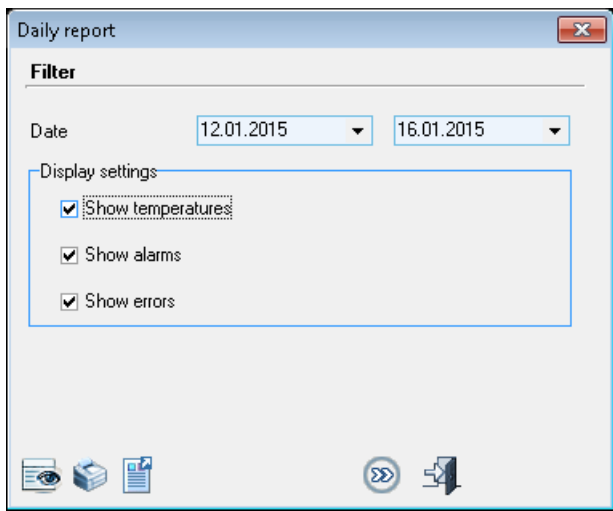 Daily report
Filter
Date 12.01.2015 16.01.2015
Display settings
Show temperatures
Show alarms
Show errors